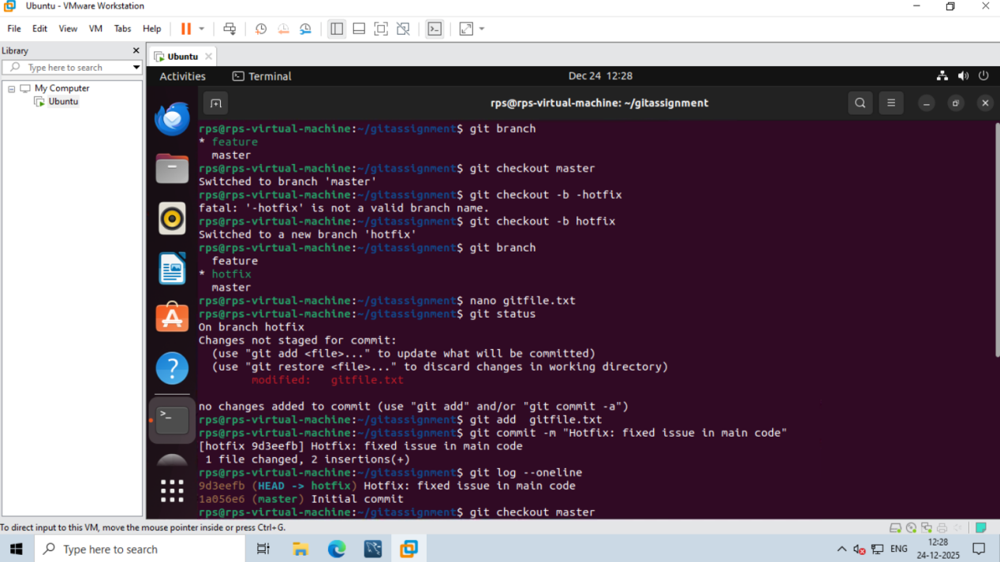 Ubuntu - VMware Workstation
File Edit View VM Tabs Help
Library
Type here to search
My Computer
Ubuntu
Ubuntu
Activities Terminal Dec 24 12:28
rps@rps-virtual-machine: ~/gitassignment
rps@rps-virtual-machine:~/gitassignment$ git branch
* feature
  master
rps@rps-virtual-machine:~/gitassignment$ git checkout master
Switched to branch 'master'
rps@rps-virtual-machine:~/gitassignment$ git checkout -b -hotfix
fatal: '-hotfix' is not a valid branch name.
rps@rps-virtual-machine:~/gitassignment$ git checkout -b hotfix
Switched to a new branch 'hotfix'
rps@rps-virtual-machine:~/gitassignment$ git branch
  feature
* hotfix
  master
rps@rps-virtual-machine:~/gitassignment$ nano gitfile.txt
rps@rps-virtual-machine:~/gitassignment$ git status
On branch hotfix
Changes not staged for commit:
  (use "git add <file>..." to update what will be committed)
  (use "git restore <file>..." to discard changes in working directory)
        modified:   gitfile.txt
no changes added to commit (use "git add" and/or "git commit -a")
rps@rps-virtual-machine:~/gitassignment$ git add  gitfile.txt
rps@rps-virtual-machine:~/gitassignment$ git commit -m "Hotfix: fixed issue in main code"
[hotfix 9d3eefb] Hotfix: fixed issue in main code
 1 file changed, 2 insertions(+)
rps@rps-virtual-machine:~/gitassignment$ git log --oneline
9d3eefb (HEAD -> hotfix) Hotfix: fixed issue in main code
1a056e6 (master) Initial commit
rps@rps-virtual-machine:~/gitassignment$ git checkout master
To direct input to this VM, move the mouse pointer inside or press Ctrl+G.
Type here to search
ENG
12:28
24-12-2025